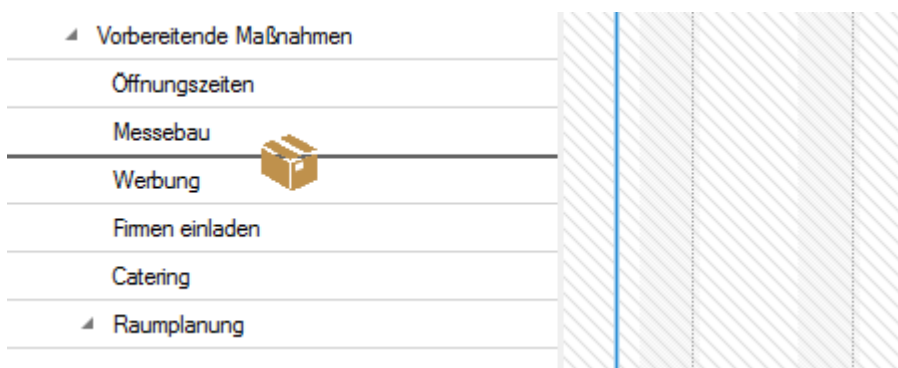 Vorbereitende Maßnahmen
Öffnungszeiten
Messebau
Werbung
Firmen einladen
Catering
Raumplanung